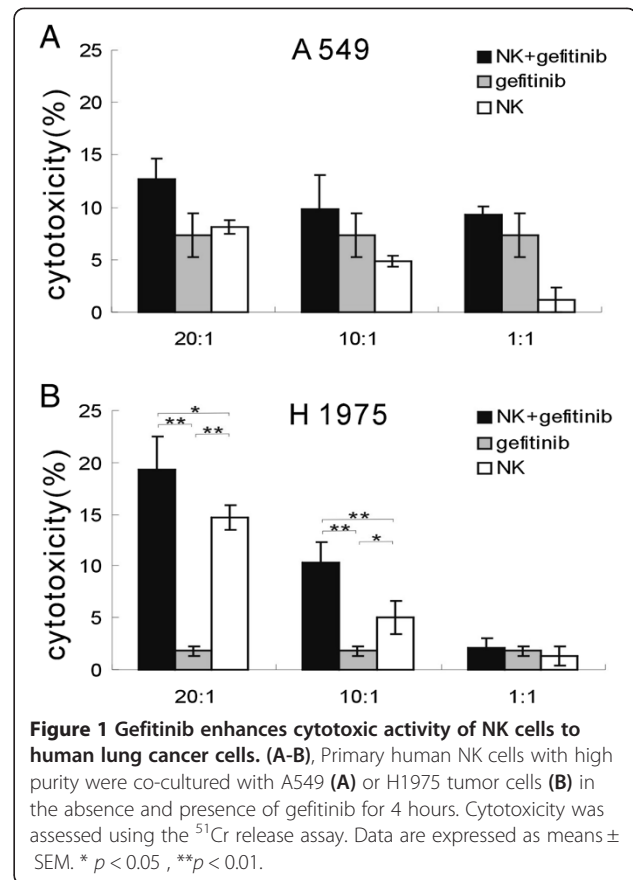 A
A 549
NK+gefitinib
gefitinib
NK
cytotoxicity(%)
25
20
15
10
5
0
20:1
10:1
1:1
B
H 1975
NK+gefitinib
gefitinib
NK
cytotoxicity(%)
25
20
15
10
5
0
*
**
**
**
**
*
20:1
10:1
1:1
Figure 1 Gefitinib enhances cytotoxic activity of NK cells to
human lung cancer cells. (A-B), Primary human NK cells with high
purity were co-cultured with A549 (A) or H1975 tumor cells (B) in
the absence and presence of gefitinib for 4 hours. Cytotoxicity was
assessed using the ⁵¹Cr release assay. Data are expressed as means ±
SEM. * p < 0.05 , **p < 0.01.